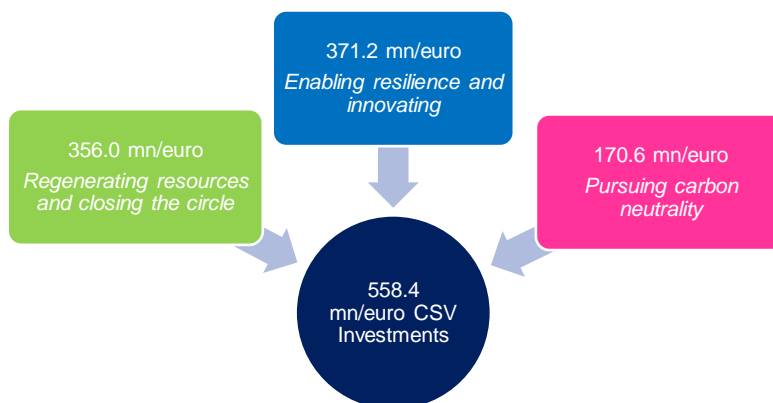 371.2 mn/euro
Enabling resilience and
innovating
356.0 mn/euro
Regenerating resources
and closing the circle
170.6 mn/euro
Pursuing carbon
neutrality
558.4
mn/euro CSV
Investments